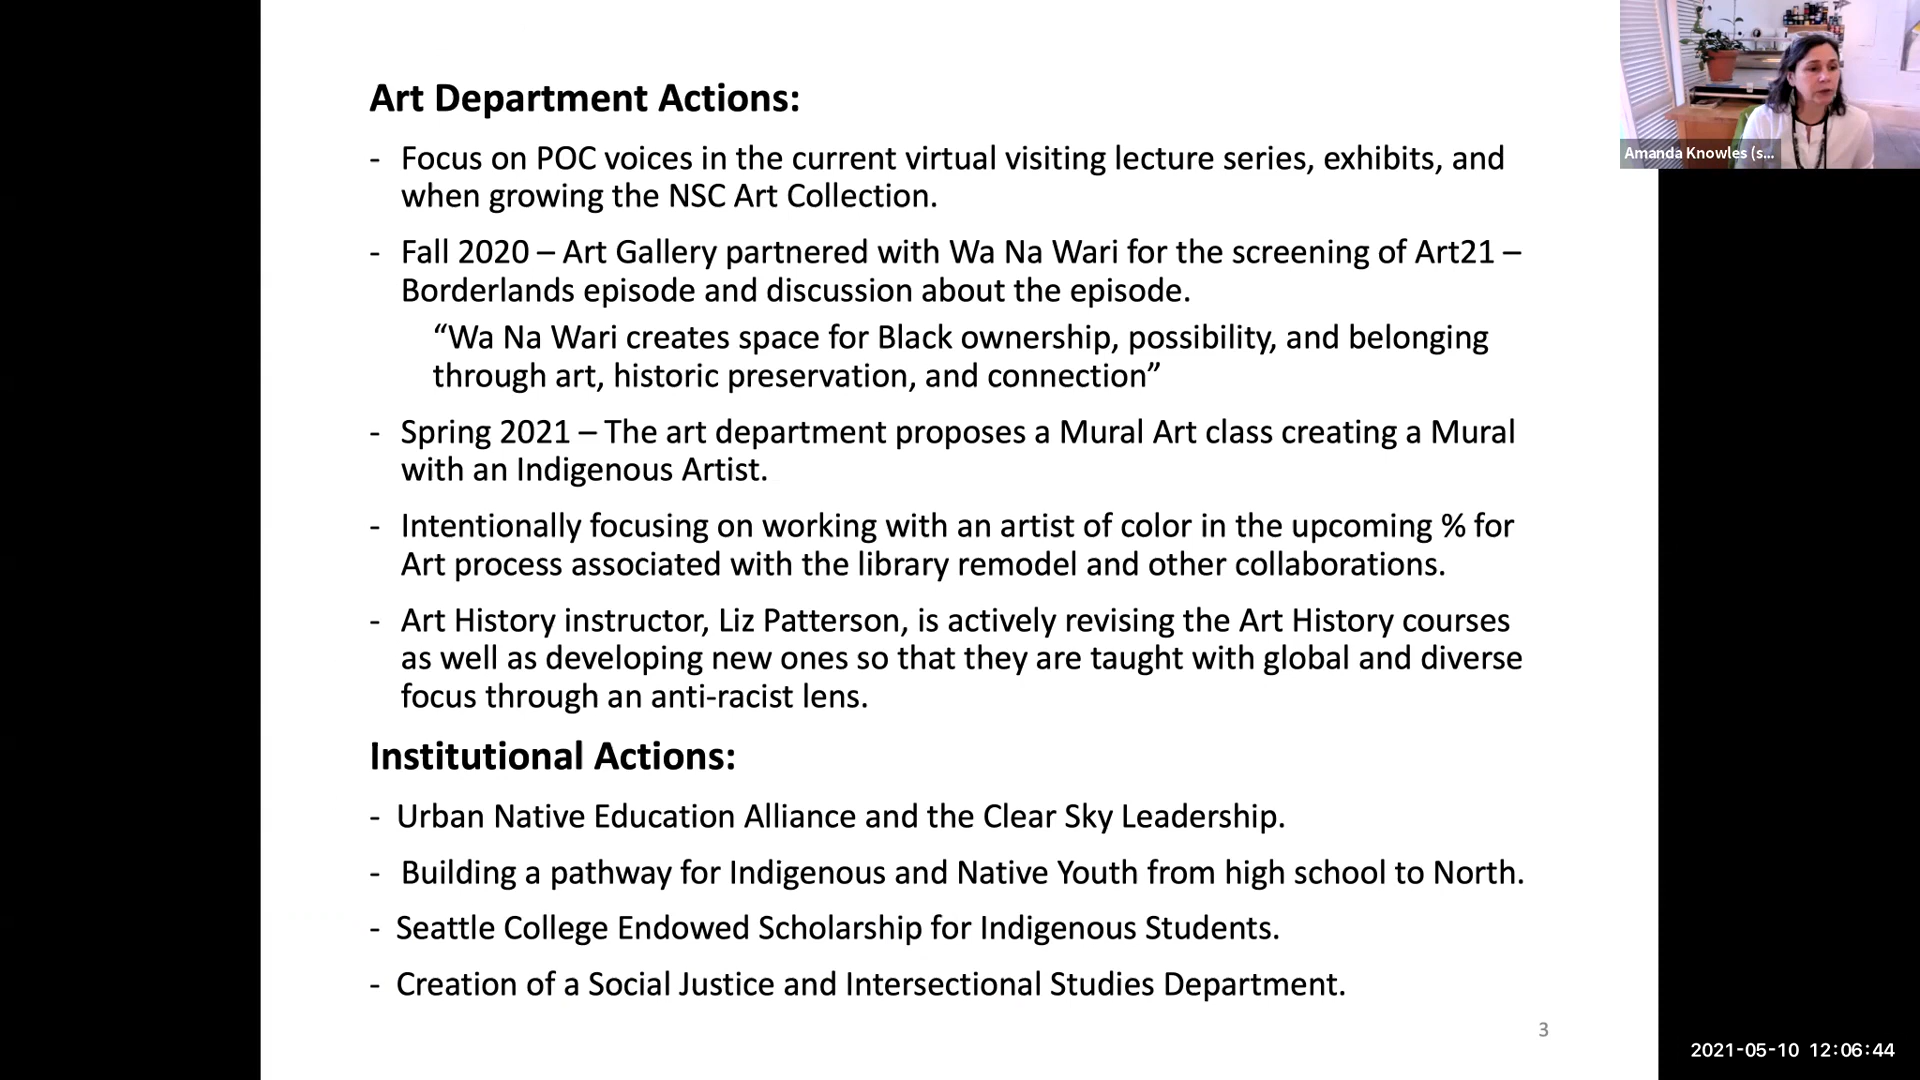 Art Department Actions:
- Focus on POC voices in the current virtual visiting lecture series, exhibits, and
when growing the NSC Art Collection.
- Fall 2020 – Art Gallery partnered with Wa Na Wari for the screening of Art21 –
Borderlands episode and discussion about the episode.
“Wa Na Wari creates space for Black ownership, possibility, and belonging
through art, historic preservation, and connection”
- Spring 2021 – The art department proposes a Mural Art class creating a Mural
with an Indigenous Artist.
- Intentionally focusing on working with an artist of color in the upcoming % for
Art process associated with the library remodel and other collaborations.
- Art History instructor, Liz Patterson, is actively revising the Art History courses
as well as developing new ones so that they are taught with global and diverse
focus through an anti-racist lens.
Institutional Actions:
- Urban Native Education Alliance and the Clear Sky Leadership.
- Building a pathway for Indigenous and Native Youth from high school to North.
- Seattle College Endowed Scholarship for Indigenous Students.
- Creation of a Social Justice and Intersectional Studies Department.
3
Amanda Knowles (s...
2021-05-10 12:06:44